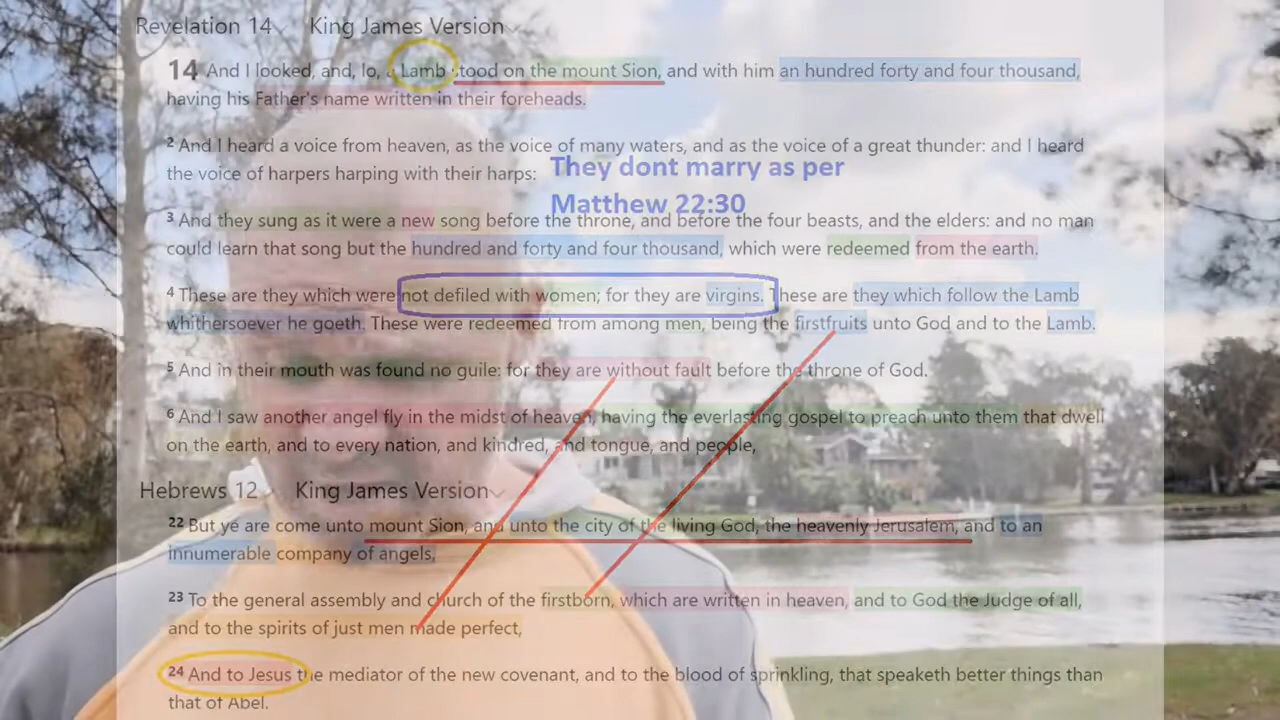 Revelation 14 King James Version
14 And I looked, and, lo, a Lamb stood on the mount Sion, and with him an hundred forty and four thousand,
having his Father's name written in their foreheads.
2 And I heard a voice from heaven, as the voice of many waters, and as the voice of a great thunder: and I heard
the voice of harpers harping with their harps:
They dont marry as per
Matthew 22:30
3 And they sung as it were a new song before the throne, and before the four beasts, and the elders: and no man
could learn that song but the hundred and forty and four thousand, which were redeemed from the earth.
4 These are they which were not defiled with women; for they are virgins. These are they which follow the Lamb
whithersoever he goeth. These were redeemed from among men, being the firstfruits unto God and to the Lamb.
5 And in their mouth was found no guile: for they are without fault before the throne of God.
6 And I saw another angel fly in the midst of heaven, having the everlasting gospel to preach unto them that dwell
on the earth, and to every nation, and kindred, and tongue, and people,
Hebrews 12 King James Version
22 But ye are come unto mount Sion, and unto the city of the living God, the heavenly Jerusalem, and to an
innumerable company of angels,
23 To the general assembly and church of the firstborn, which are written in heaven, and to God the Judge of all,
and to the spirits of just men made perfect,
24 And to Jesus the mediator of the new covenant, and to the blood of sprinkling, that speaketh better things than
that of Abel.